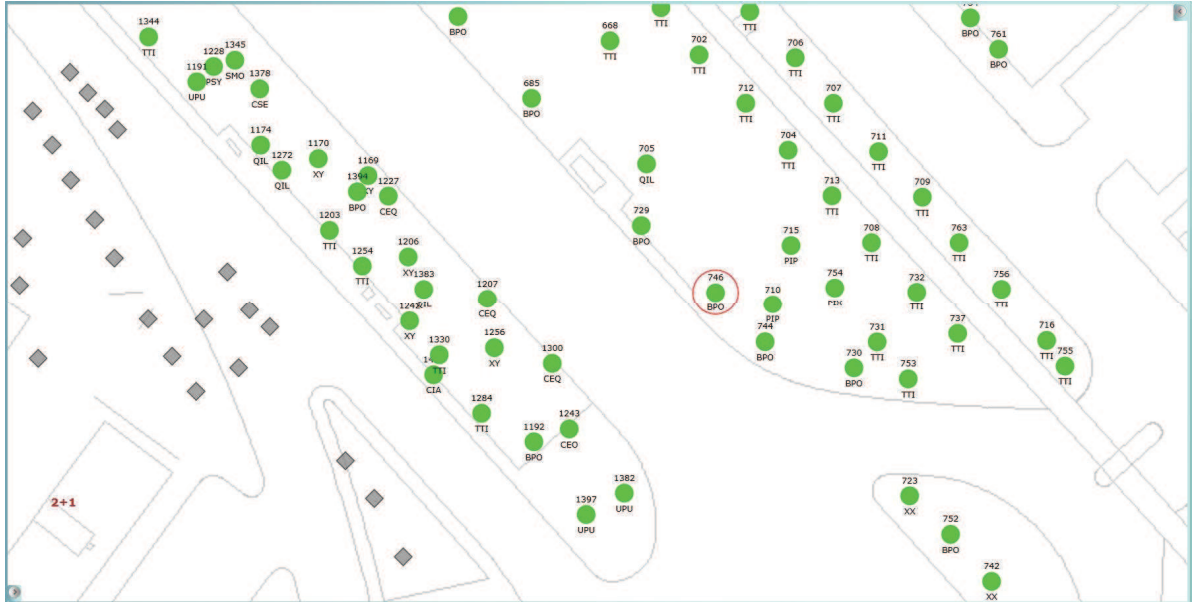 1344
TTI
1228
PSY
1345
SMO
1191
UPU
1378
CSE
1174
QIL
1272
QIL
1170
XY
1169
XY
1394
BPO
1227
CEQ
1203
TTI
1254
TTI
1206
XY
1383
QIL
XY
1207
CEQ
1330
TTI
CIA
1256
XY
1300
CEQ
1284
TTI
1192
BPO
1243
CEO
1382
UPU
1397
UPU
2+1
BPO
685
BPO
668
TTI
TTI
702
TTI
TTI
706
TTI
712
TTI
707
TTI
705
QIL
704
TTI
711
TTI
729
BPO
713
TTI
709
TTI
715
PIP
708
TTI
763
TTI
746
BPO
710
PIP
754
732
TTI
756
TTI
744
BPO
731
TTI
737
TTI
716
TTI
730
BPO
753
TTI
755
TTI
BPO
761
BPO
723
XX
752
BPO
742
XX